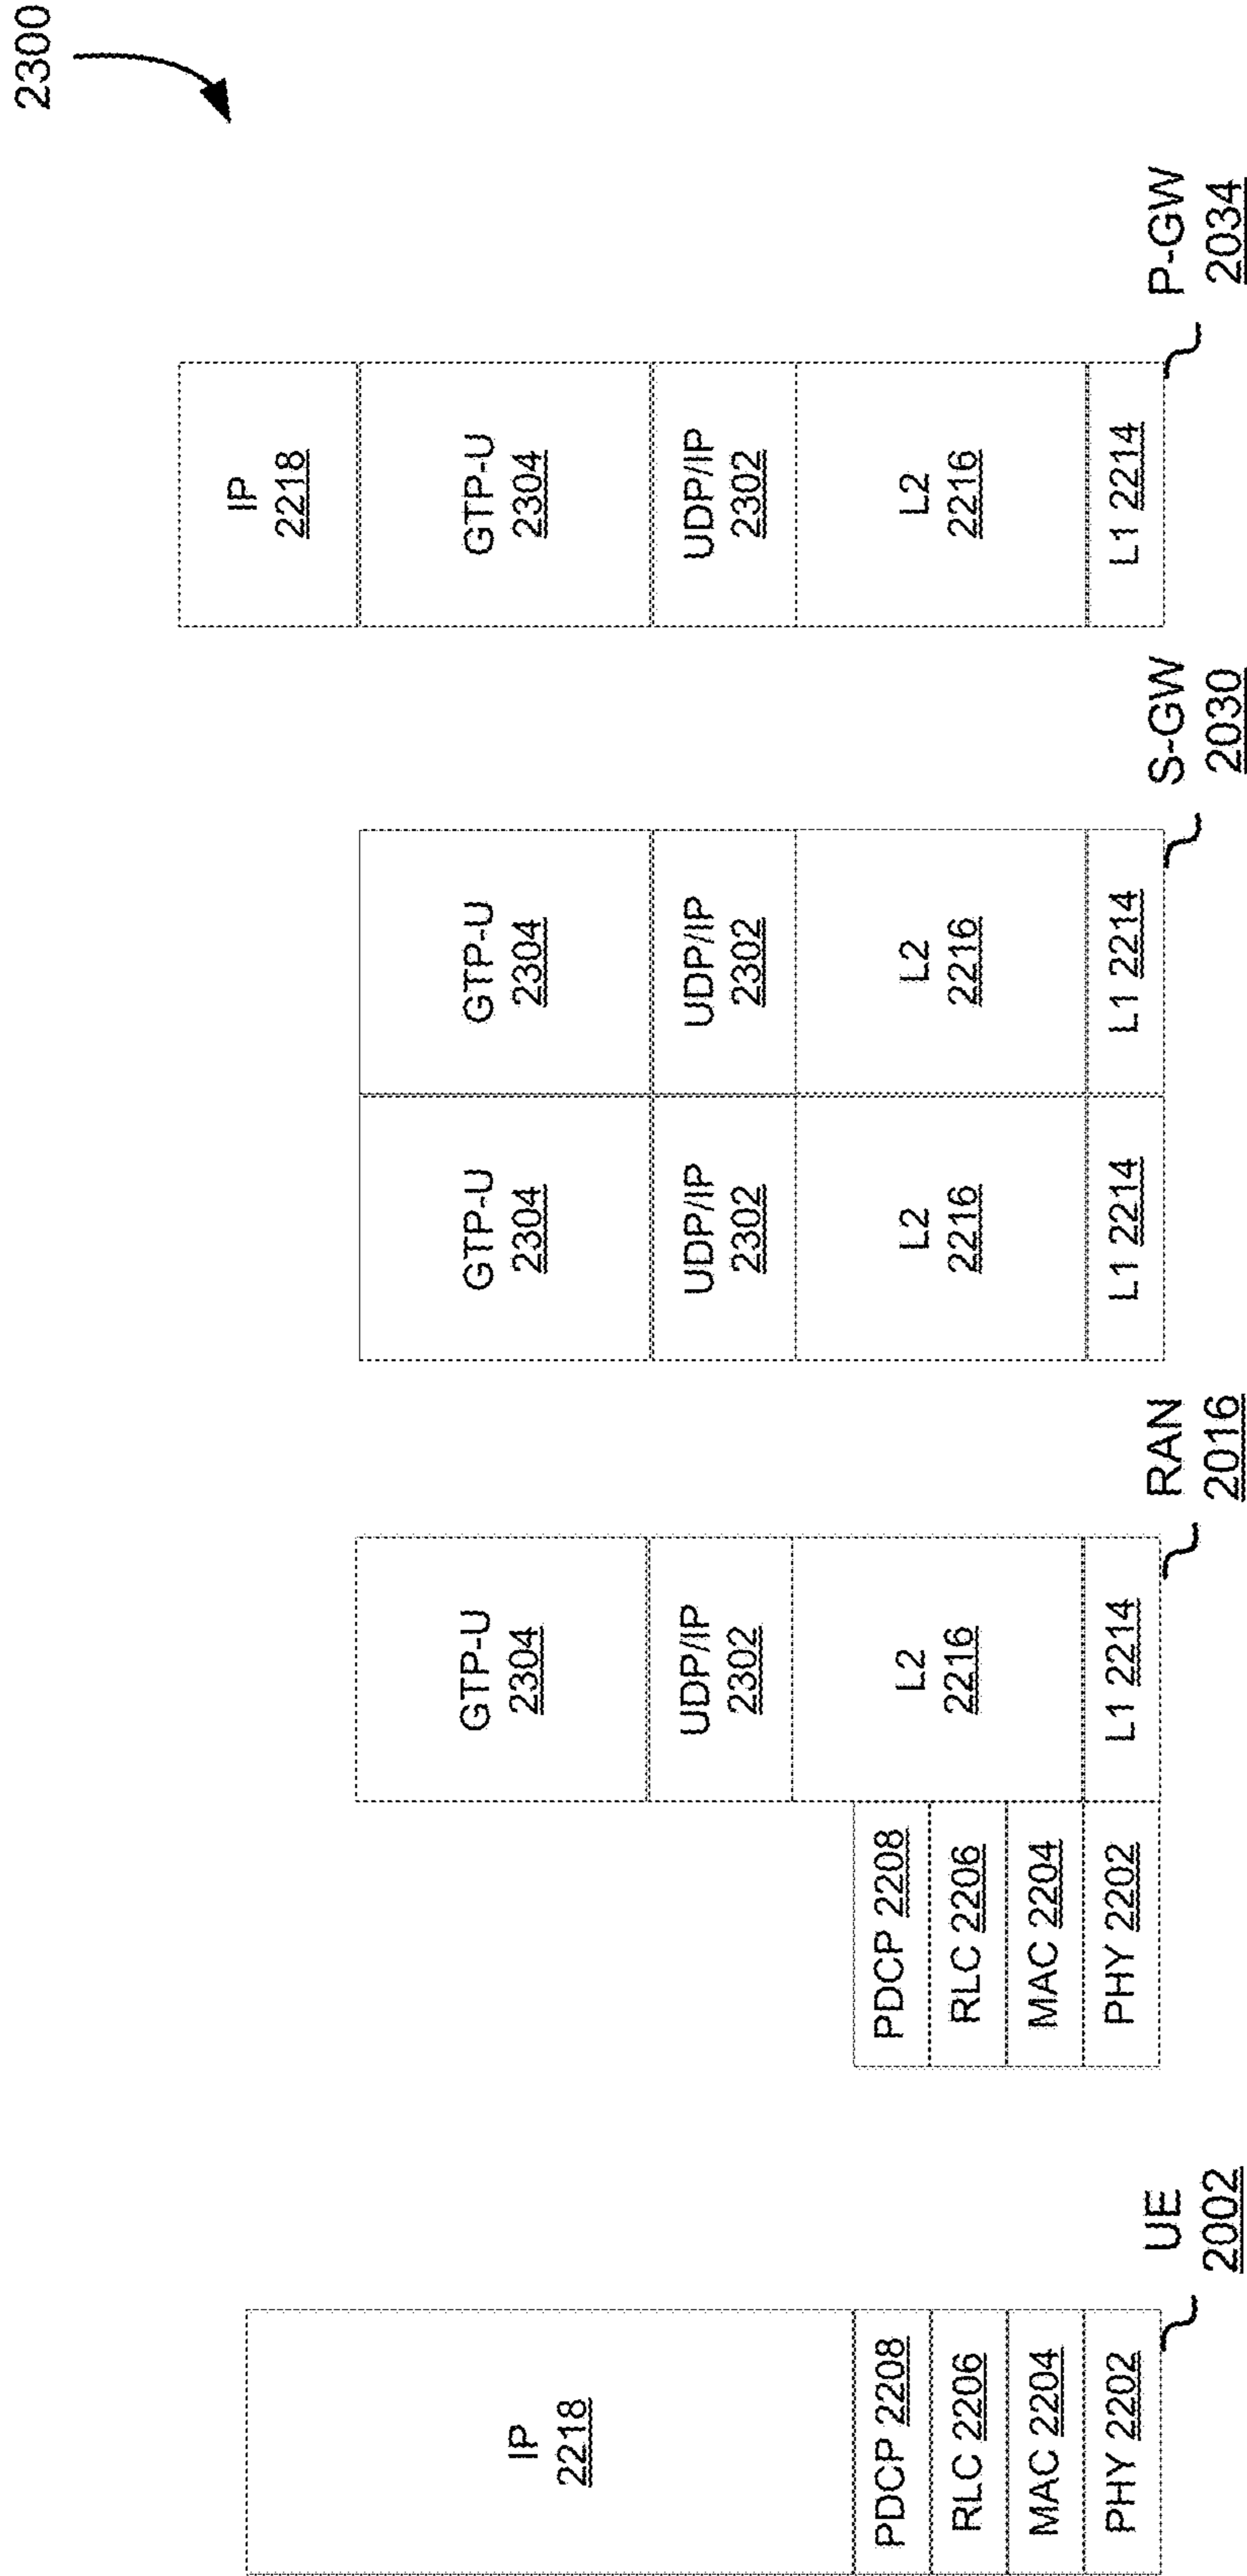 2300
IP
2218
PDCP 2208
RLC 2206
MAC 2204
PHY 2202
UE
2002
PDCP 2208
RLC 2206
MAC 2204
PHY 2202
GTP-U
2304
UDP/IP
2302
L2
2216
L1 2214
RAN
2016
GTP-U
2304
UDP/IP
2302
L2
2216
L1 2214
GTP-U
2304
UDP/IP
2302
L2
2216
L1 2214
S-GW
2030
IP
2218
GTP-U
2304
UDP/IP
2302
L2
2216
L1 2214
P-GW
2034